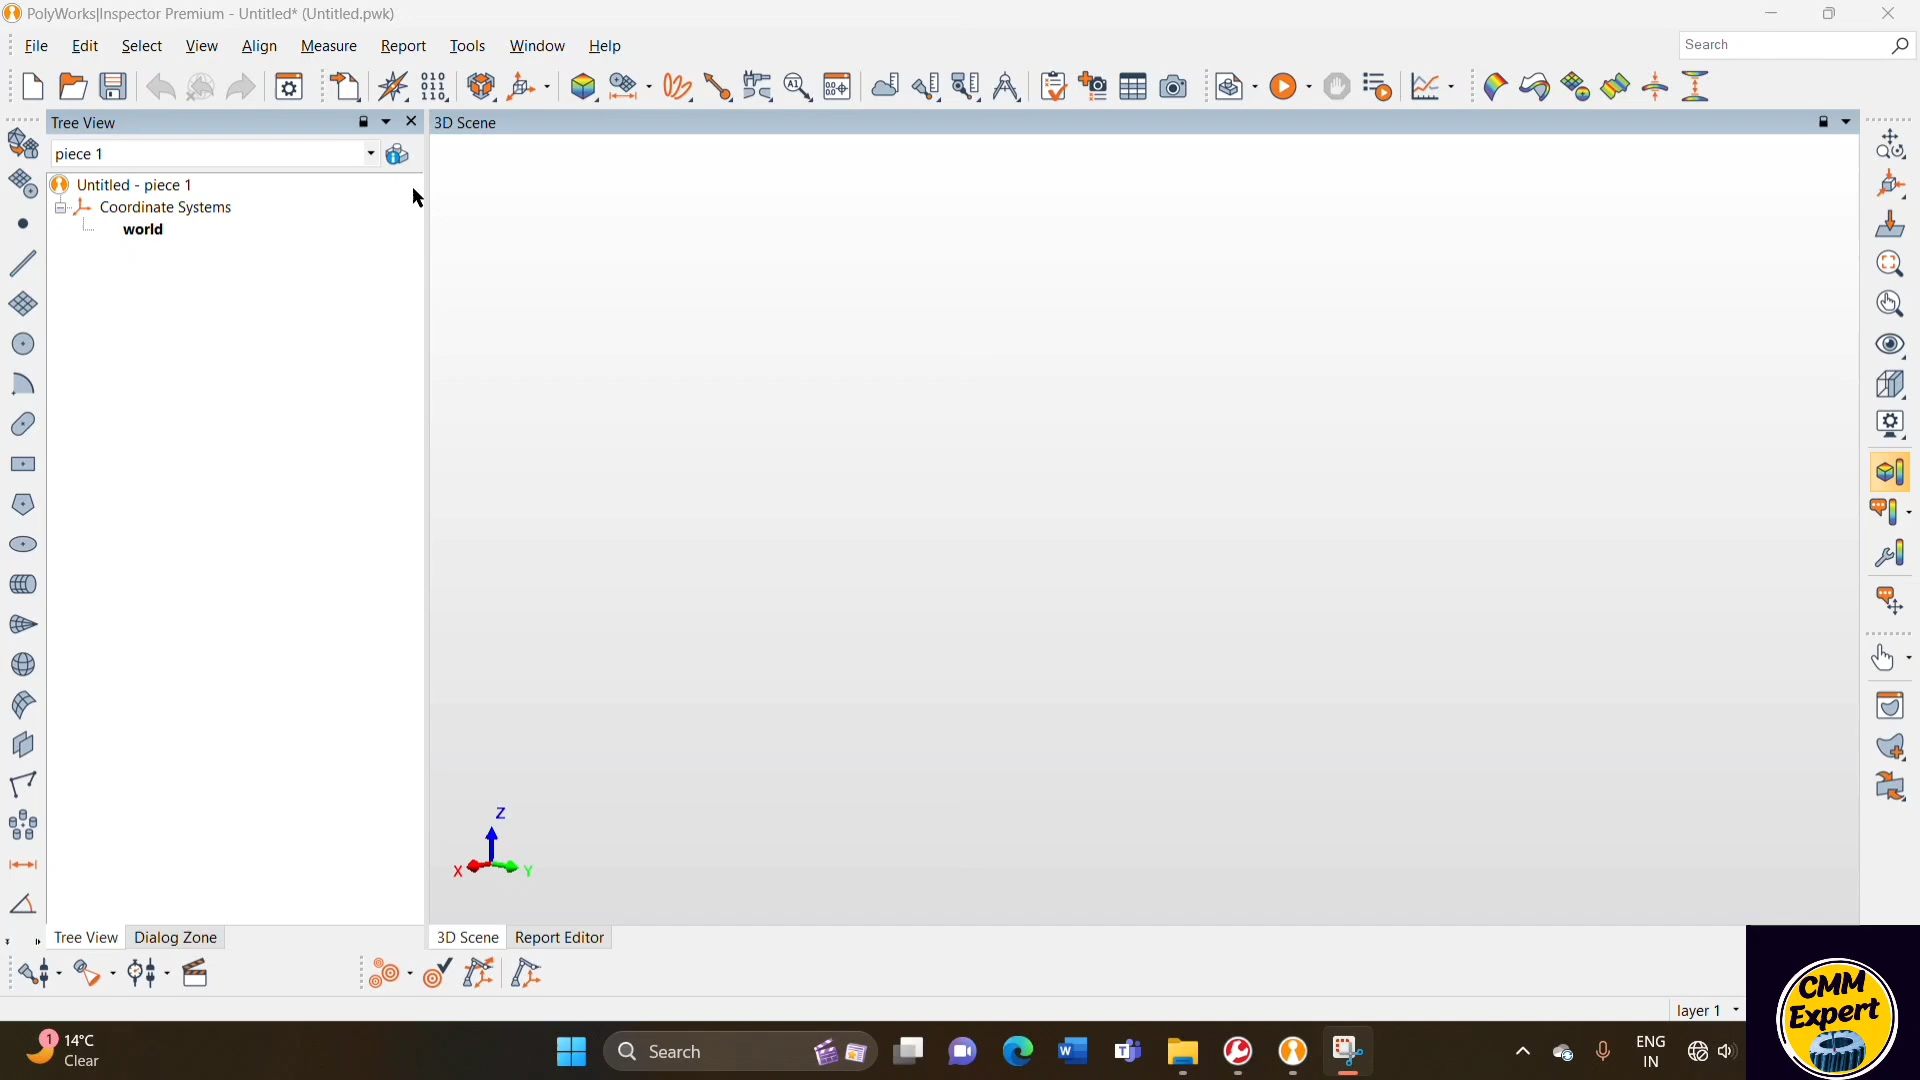 PolyWorks|Inspector Premium - Untitled* (Untitled.pwk)
File Edit Select View Align Measure Report Tools Window Help
Search
Tree View
3D Scene
piece 1
Untitled - piece 1
Coordinate Systems
world
Z
X
Y
Tree View
Dialog Zone
3D Scene
Report Editor
layer 1
CMM
Expert
1
14°C
Clear
Search
ENG
IN